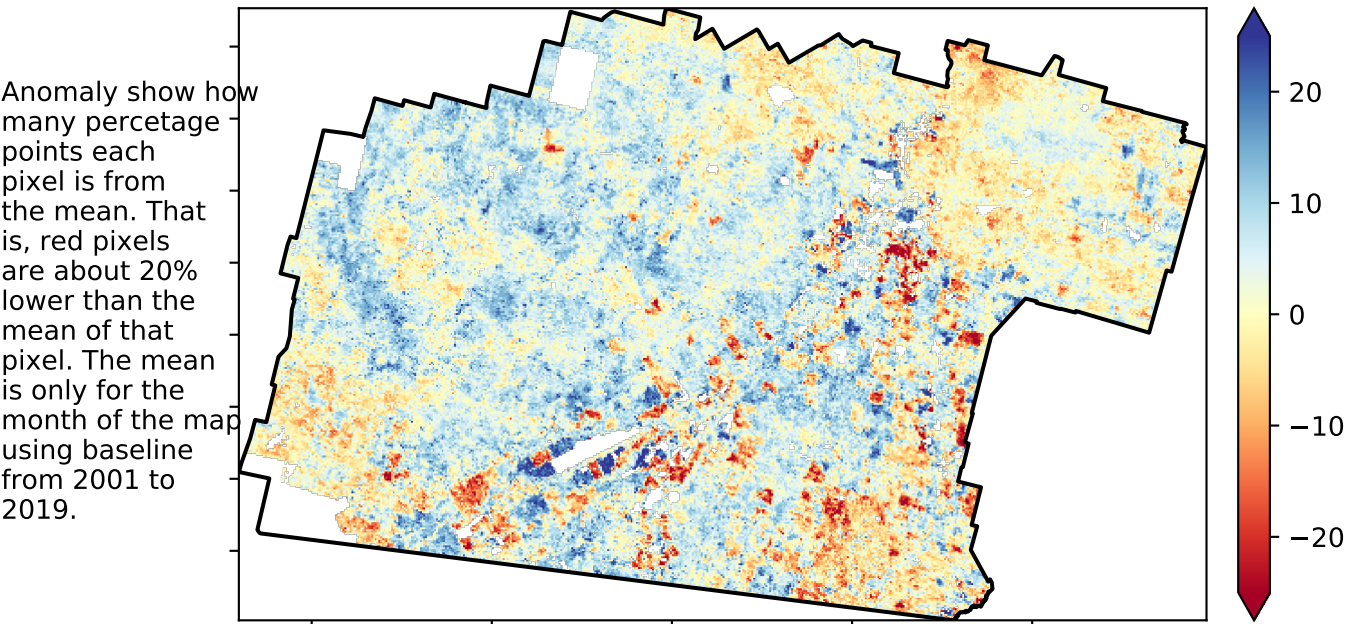 Anomaly show how
many percetage
points each
pixel is from
the mean. That
is, red pixels
are about 20%
lower than the
mean of that
pixel. The mean
is only for the
month of the map
using baseline
from 2001 to
2019.
20
10
0
−10
−20